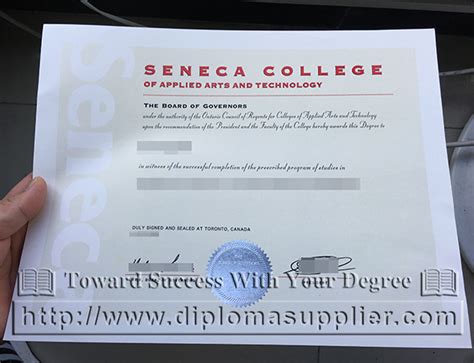 Seneca
SENECA COLLEGE
OF APPLIED ARTS AND TECHNOLOGY
THE BOARD OF GOVERNORS
under the authority of the Ontario Council of Regents for Colleges of Applied Arts and Technology
upon the recommendation of the President and the Faculty of the College hereby awards this Degree to
in witness of the successful completion of the prescribed program of studies in
DULY SIGNED AND SEALED AT TORONTO, CANADA
Toward Success With Your Degree
http://www.diplomasupplier.com